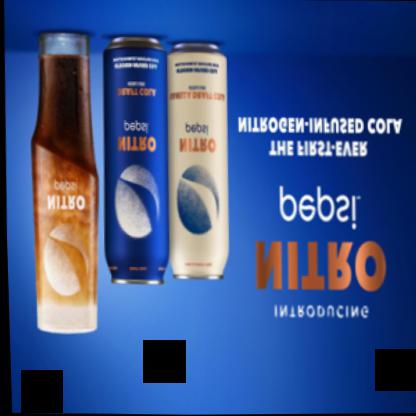 INTRODUCING
NITRO
pepsi
THE FIRST-EVER
NITROGEN-INFUSED COLA
NITRO
pepsi
NITRO
pepsi
DRAFT COLA
NITRO
pepsi
VANILLA DRAFT COLA